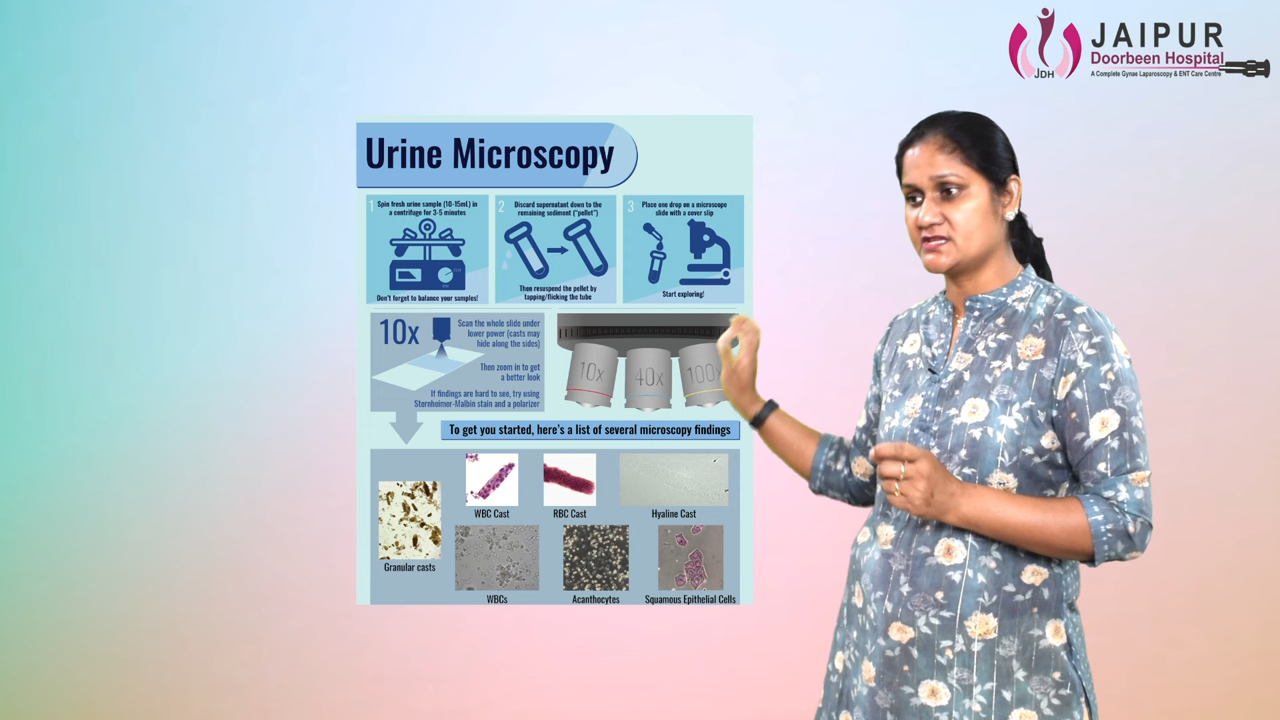 JAIPUR
Doorbeen Hospital
A Complete Gynae Laparoscopy & ENT Care Centre
JDH
Urine Microscopy
1 Spin fresh urine sample (10-15mL) in
a centrifuge for 3-5 minutes
Don't forget to balance your samples!
2 Discard supernatant down to the
remaining sediment ("pellet")
Then resuspend the pellet by
tapping/flicking the tube
3 Place one drop on a microscope
slide with a cover slip
Start exploring!
10x
Scan the whole slide under
lower power (casts may
hide along the sides)
Then zoom in to get
a better look
If findings are hard to see, try using
Sternheimer-Malbin stain and a polarizer
10x
40x
100x
To get you started, here's a list of several microscopy findings
WBC Cast
RBC Cast
Hyaline Cast
Granular casts
WBCs
Acanthocytes
Squamous Epithelial Cells